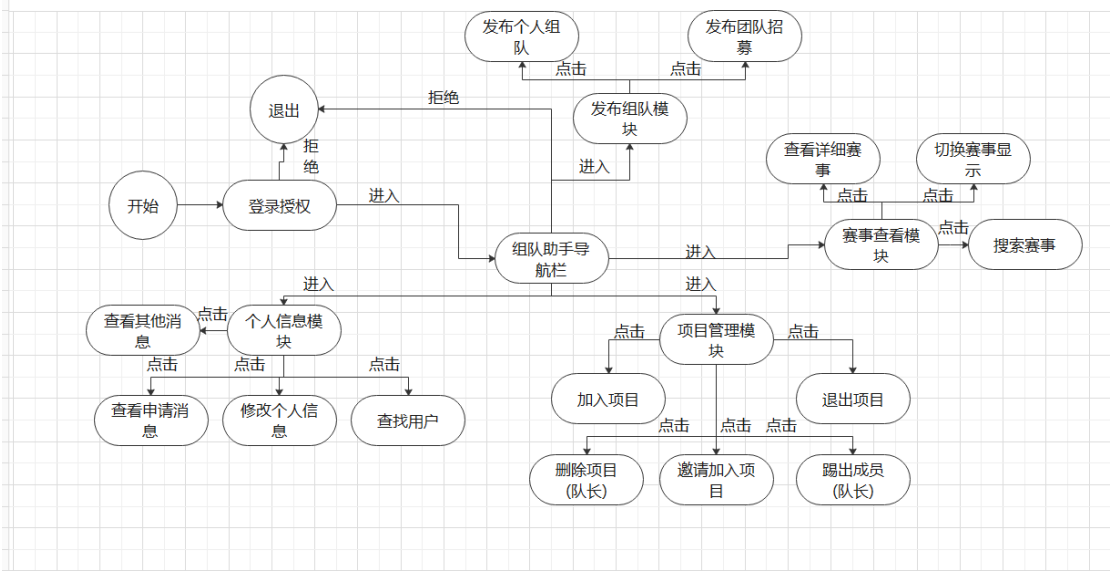 发布个人组
队
发布团队招
募
点击
点击
退出
拒绝
发布组队模
块
拒
绝
查看详细赛
事
切换赛事显
示
进入
开始
登录授权
进入
点击
点击
组队助手导
航栏
进入
赛事查看模
块
点击
搜索赛事
进入
进入
查看其他消
息
点击
个人信息模
块
点击
项目管理模
块
点击
点击
点击
点击
查看申请消
息
修改个人信
息
查找用户
加入项目
退出项目
点击
点击
点击
删除项目
(队长)
邀请加入项
目
踢出成员
(队长)